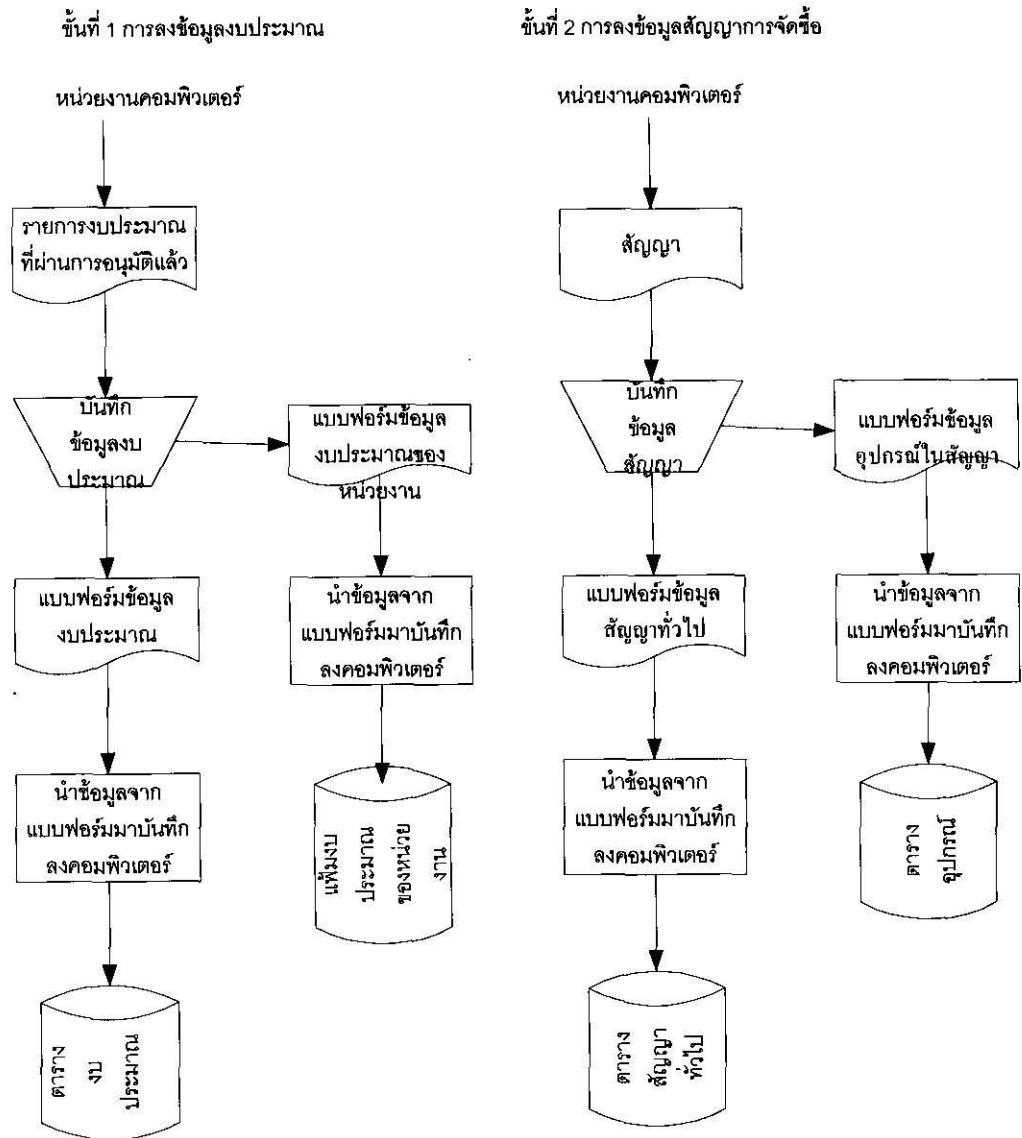 ขั้นที่ 1 การลงข้อมูลงบประมาณ
หน่วยงานคอมพิวเตอร์
รายการงบประมาณ
ที่ผ่านการอนุมัติแล้ว
บันทึก
ข้อมูลงบ
ประมาณ
แบบฟอร์มข้อมูล
งบประมาณของ
หน่วยงาน
แบบฟอร์มข้อมูล
งบประมาณ
นำข้อมูลจาก
แบบฟอร์มมาบันทึก
ลงคอมพิวเตอร์
นำข้อมูลจาก
แบบฟอร์มมาบันทึก
ลงคอมพิวเตอร์
แฟ้มงบ
ประมาณ
ของหน่วย
งาน
ตาราง
งบ
ประมาณ
ขั้นที่ 2 การลงข้อมูลสัญญาการจัดซื้อ
หน่วยงานคอมพิวเตอร์
สัญญา
บันทึก
ข้อมูล
สัญญา
แบบฟอร์มข้อมูล
อุปกรณ์ในสัญญา
แบบฟอร์มข้อมูล
สัญญาทั่วไป
นำข้อมูลจาก
แบบฟอร์มมาบันทึก
ลงคอมพิวเตอร์
นำข้อมูลจาก
แบบฟอร์มมาบันทึก
ลงคอมพิวเตอร์
ตาราง
อุปกรณ์
ตาราง
สัญญา
ทั่วไป